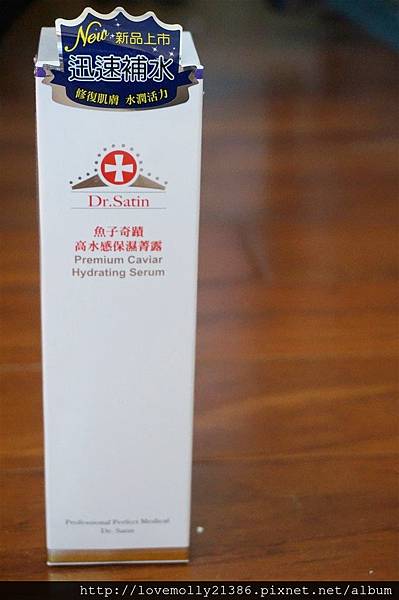 New 新品上市
迅速補水
修復肌膚 水潤活力
Dr.Satin
魚子奇蹟
高水感保濕菁露
Premium Caviar
Hydrating Serum
Professional Perfect Medical
Dr. Satin
http://lovemolly21386.pixnet.net/album